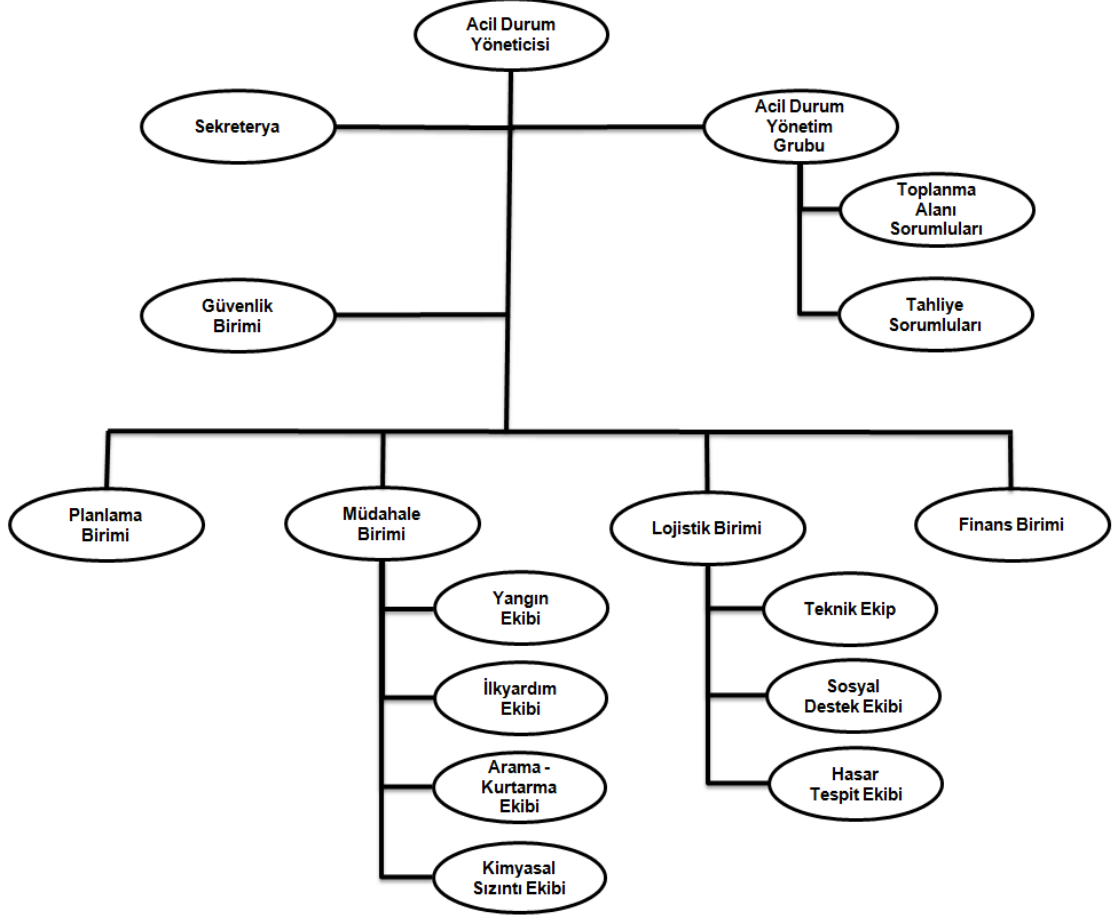 Acil Durum
Yöneticisi
Sekreterya
Acil Durum
Yönetim
Grubu
Toplanma
Alanı
Sorumluları
Güvenlik
Birimi
Tahliye
Sorumluları
Planlama
Birimi
Müdahale
Birimi
Lojistik Birimi
Finans Birimi
Yangın
Ekibi
İlkyardım
Ekibi
Arama -
Kurtarma
Ekibi
Kimyasal
Sızıntı Ekibi
Teknik Ekip
Sosyal
Destek Ekibi
Hasar
Tespit Ekibi